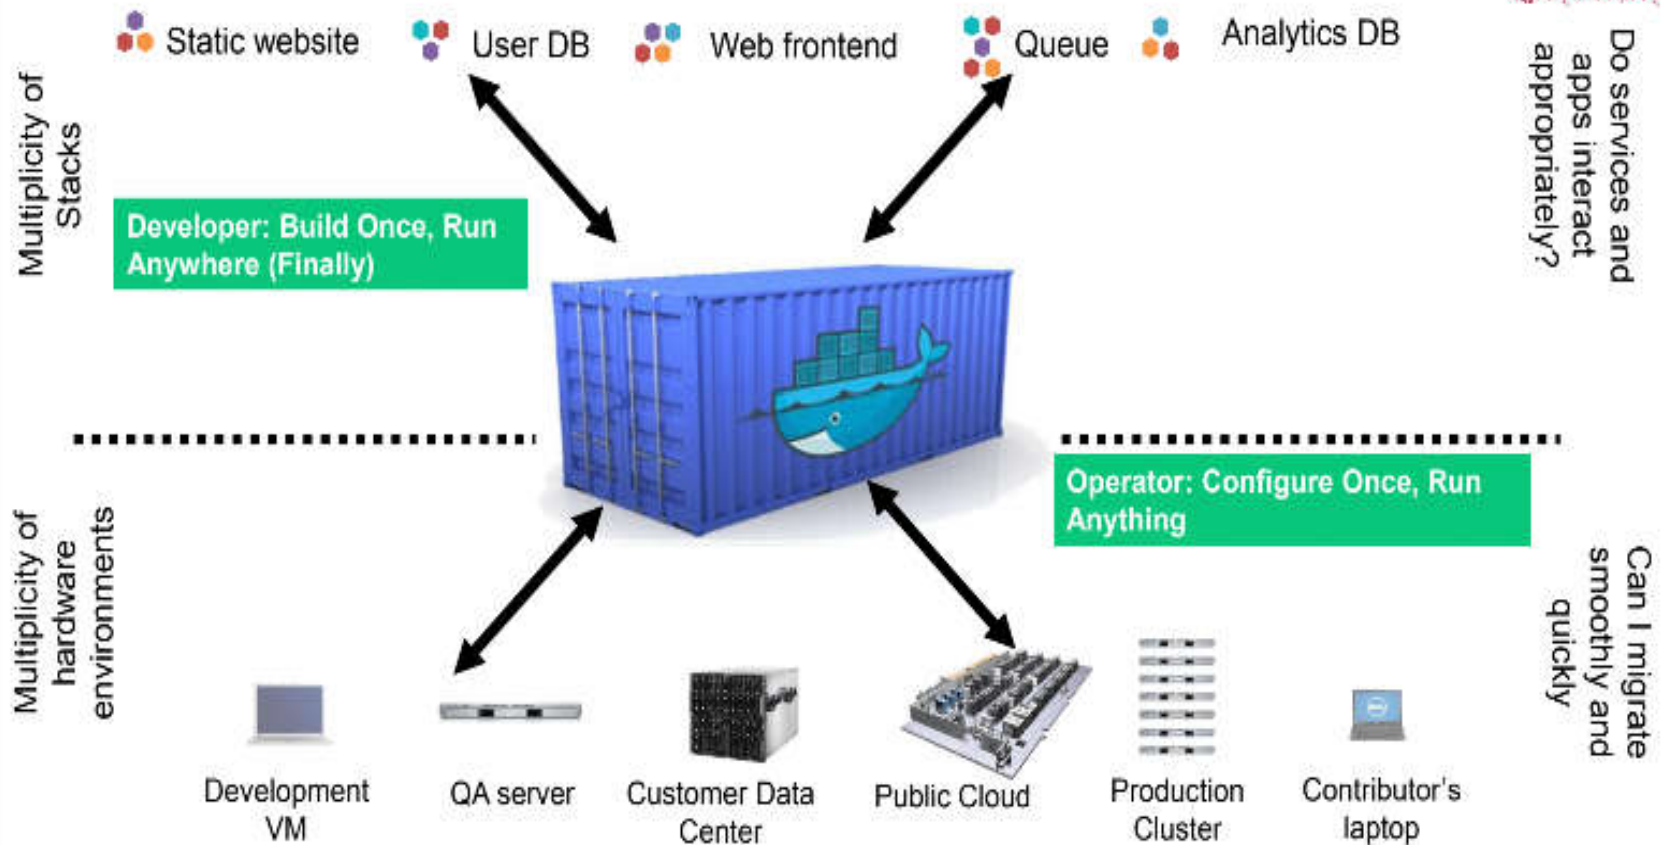 Static website
User DB
Web frontend
Queue
Analytics DB
Multiplicity of
Stacks
Do services and
apps interact
appropriately?
Developer: Build Once, Run
Anywhere (Finally)
Operator: Configure Once, Run
Anything
Multiplicity of
hardware
environments
Can I migrate
smoothly and
quickly
Development
VM
QA server
Customer Data
Center
Public Cloud
Production
Cluster
Contributor's
laptop